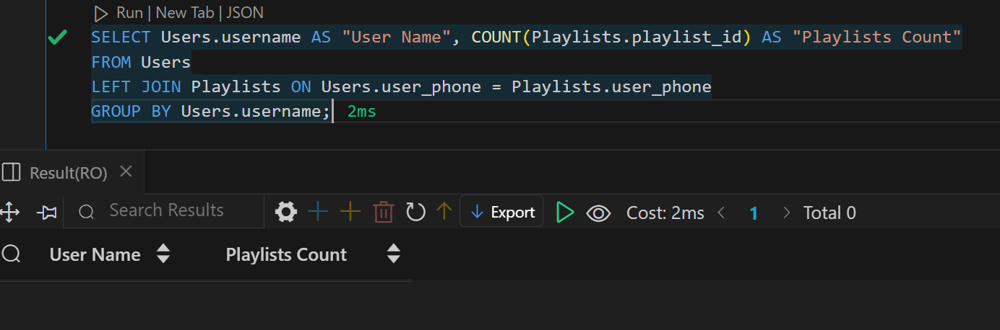 Run | New Tab | JSON
SELECT Users.username AS "User Name", COUNT(Playlists.playlist_id) AS "Playlists Count"
FROM Users
LEFT JOIN Playlists ON Users.user_phone = Playlists.user_phone
GROUP BY Users.username; 2ms
Result(RO)
Search Results Export Cost: 2ms 1 Total 0
User Name Playlists Count